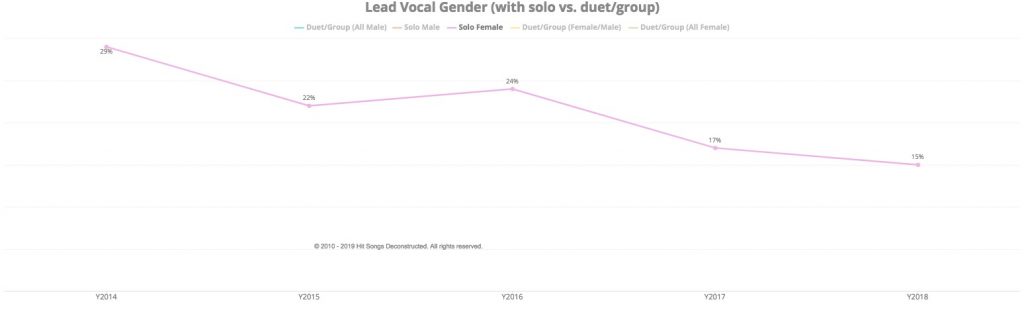 Lead Vocal Gender (with solo vs. duet/group)
Duet/Group (All Male) Solo Male Solo Female Duet/Group (Female/Male) Duet/Group (All Female)
29%
22%
24%
17%
15%
© 2010 - 2019 Hit Songs Deconstructed. All rights reserved.
Y2014 Y2015 Y2016 Y2017 Y2018